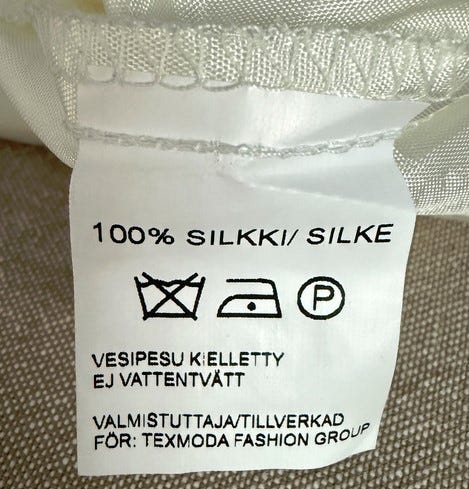 100% SILKKI/ SILKE
P
VESIPESU KIELLETTY
EJ VATTENTVÄTT
VALMISTUTTAJA/TILLVERKAD
FÖR: TEXMODA FASHION GROUP